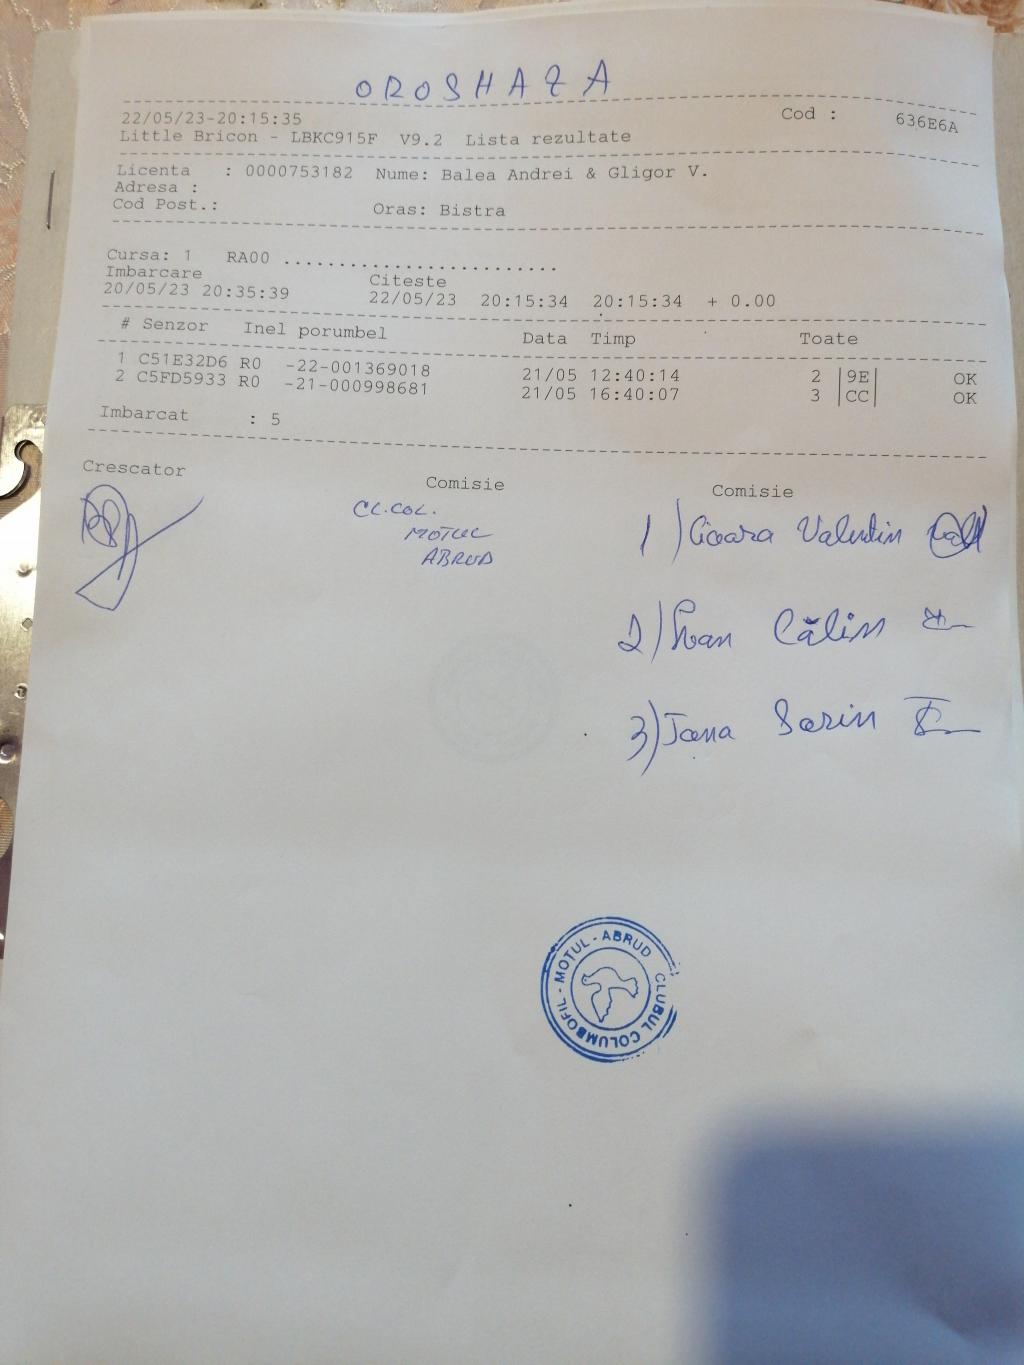 OROSHAZA
22/05/23-20:15:35 Cod : 636E6A
Little Bricon - LBKC915F V9.2 Lista rezultate
Licenta : 0000753182 Nume: Balea Andrei & Gligor V.
Adresa :
Cod Post.: Oras: Bistra
Cursa: 1 RA00 .........................
Imbarcare Citeste
20/05/23 20:35:39 22/05/23 20:15:34 20:15:34 + 0.00
# Senzor Inel porumbel Data Timp Toate
1 C51E32D6 R0 -22-001369018 21/05 12:40:14 2 |9E| OK
2 C5FD5933 R0 -21-000998681 21/05 16:40:07 3 |CC| OK
Imbarcat : 5
Crescator Comisie Comisie
CL.COL.
MOTUL
ABRUD
1) Cioara Valentin
2) Călin
3) Sorin
CLUBUL COLUMBOFIL - MOȚUL - ABRUD